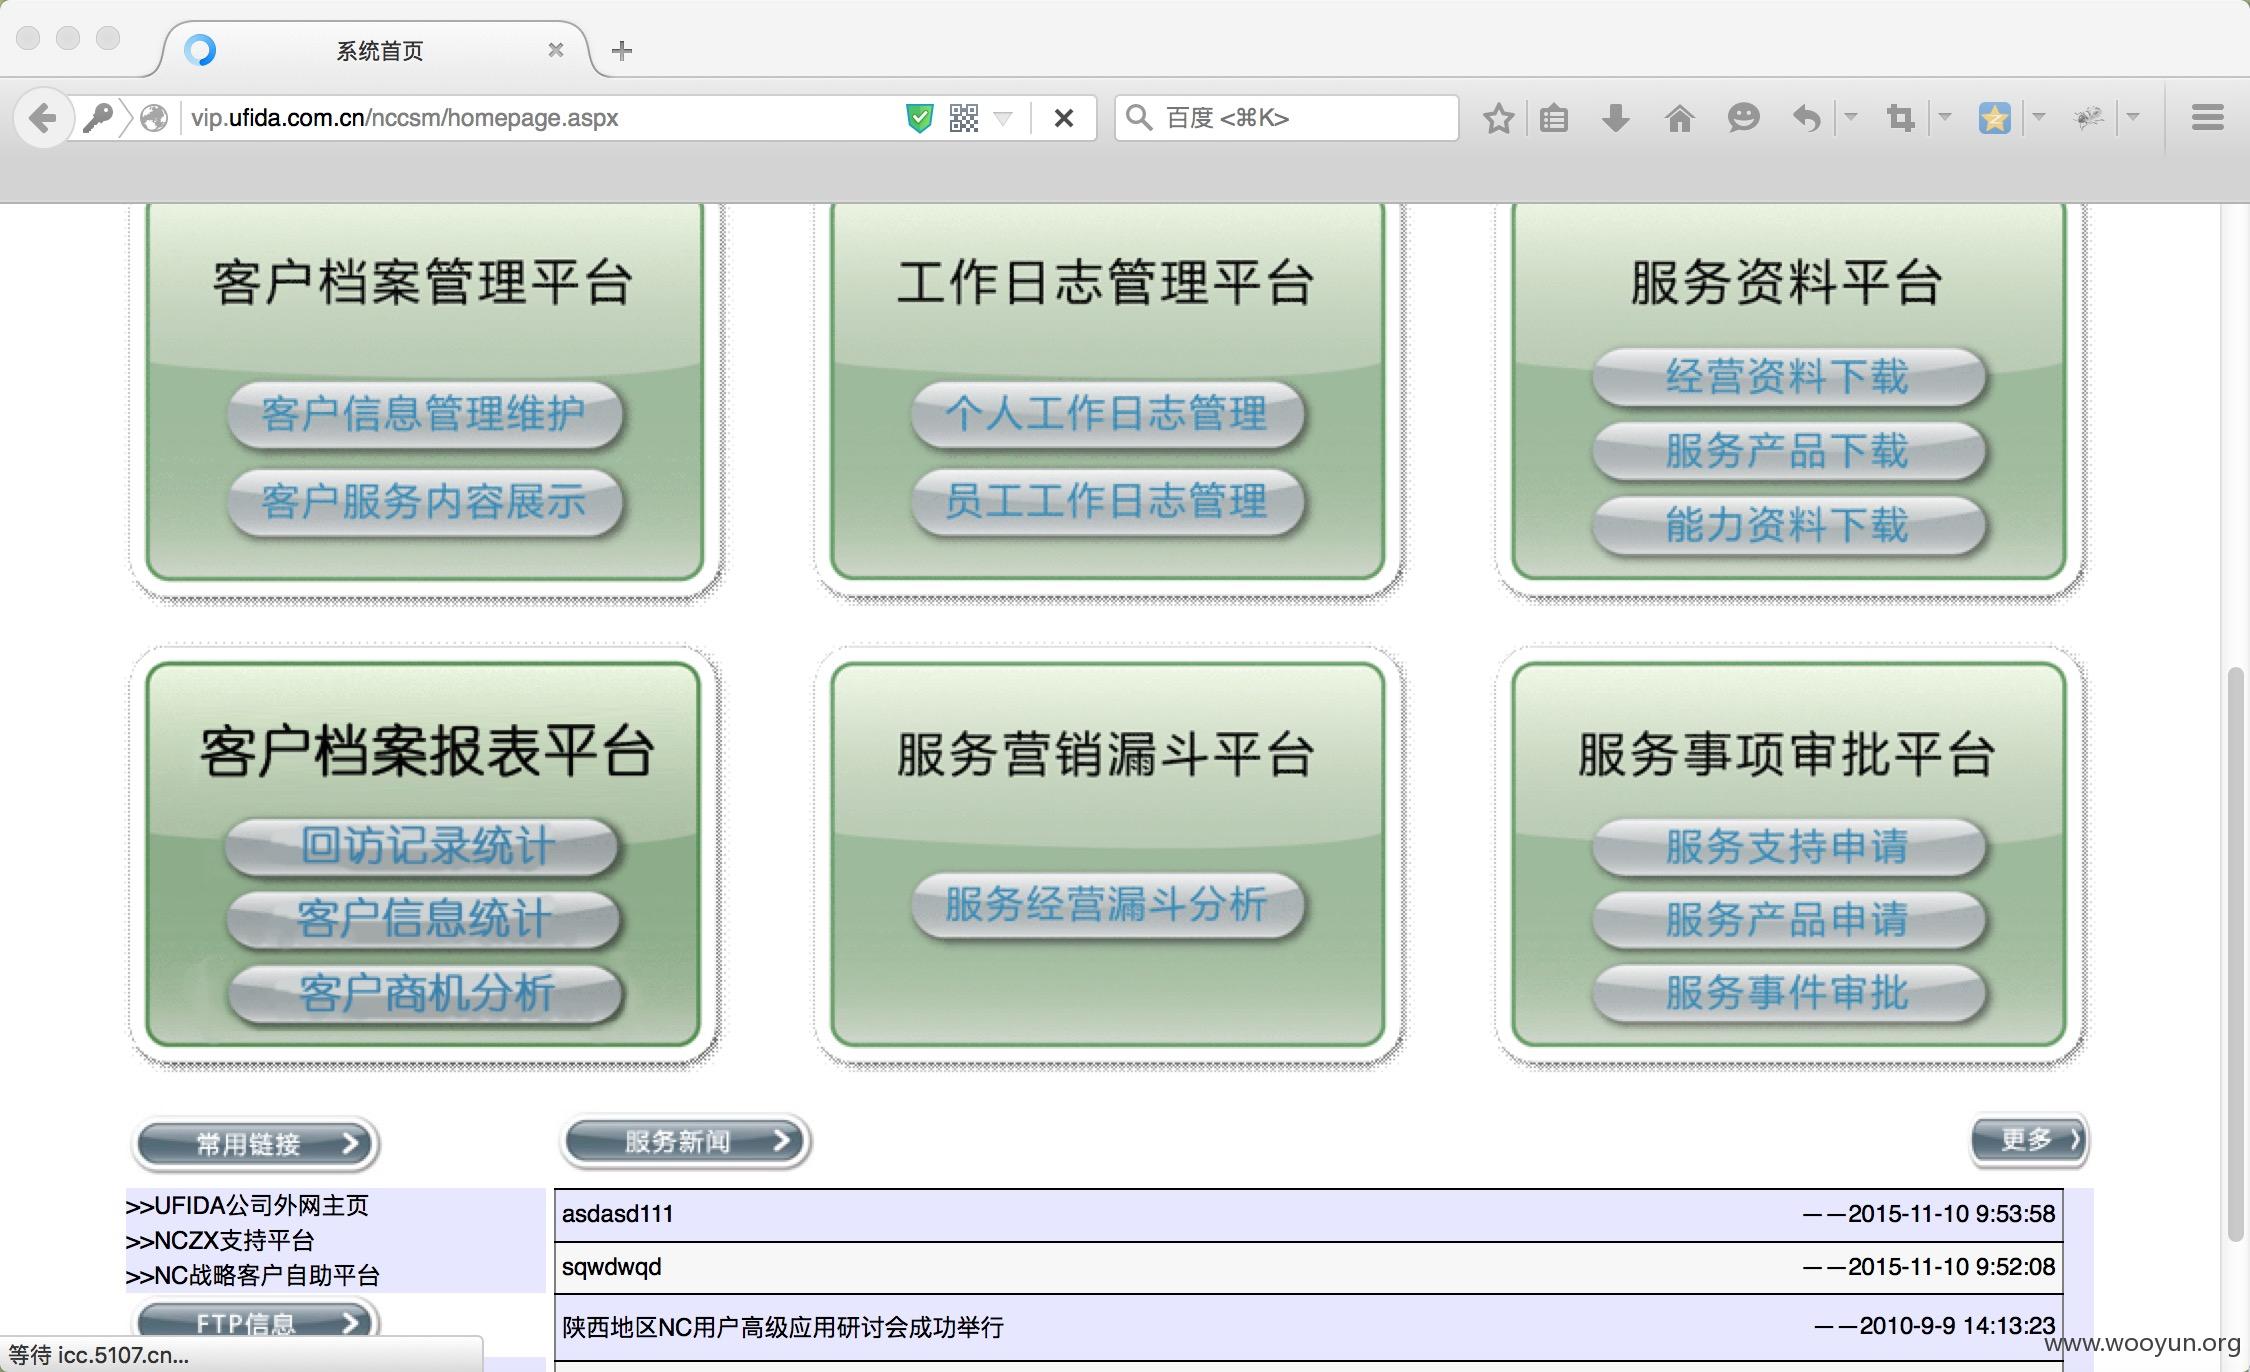 系统首页
vip.ufida.com.cn/nccsm/homepage.aspx
百度 <⌘K>
客户档案管理平台
客户信息管理维护
客户服务内容展示
工作日志管理平台
个人工作日志管理
员工工作日志管理
服务资料平台
经营资料下载
服务产品下载
能力资料下载
客户档案报表平台
回访记录统计
客户信息统计
客户商机分析
服务营销漏斗平台
服务经营漏斗分析
服务事项审批平台
服务支持申请
服务产品申请
服务事件审批
常用链接
>>UFIDA公司外网主页
>>NCZX支持平台
>>NC战略客户自助平台
FTP信息
服务新闻
更多
asdasd111 ——2015-11-10 9:53:58
sqwdwqd ——2015-11-10 9:52:08
陕西地区NC用户高级应用研讨会成功举行 ——2010-9-9 14:13:23
等待 icc.5107.cn...
www.wooyun.org